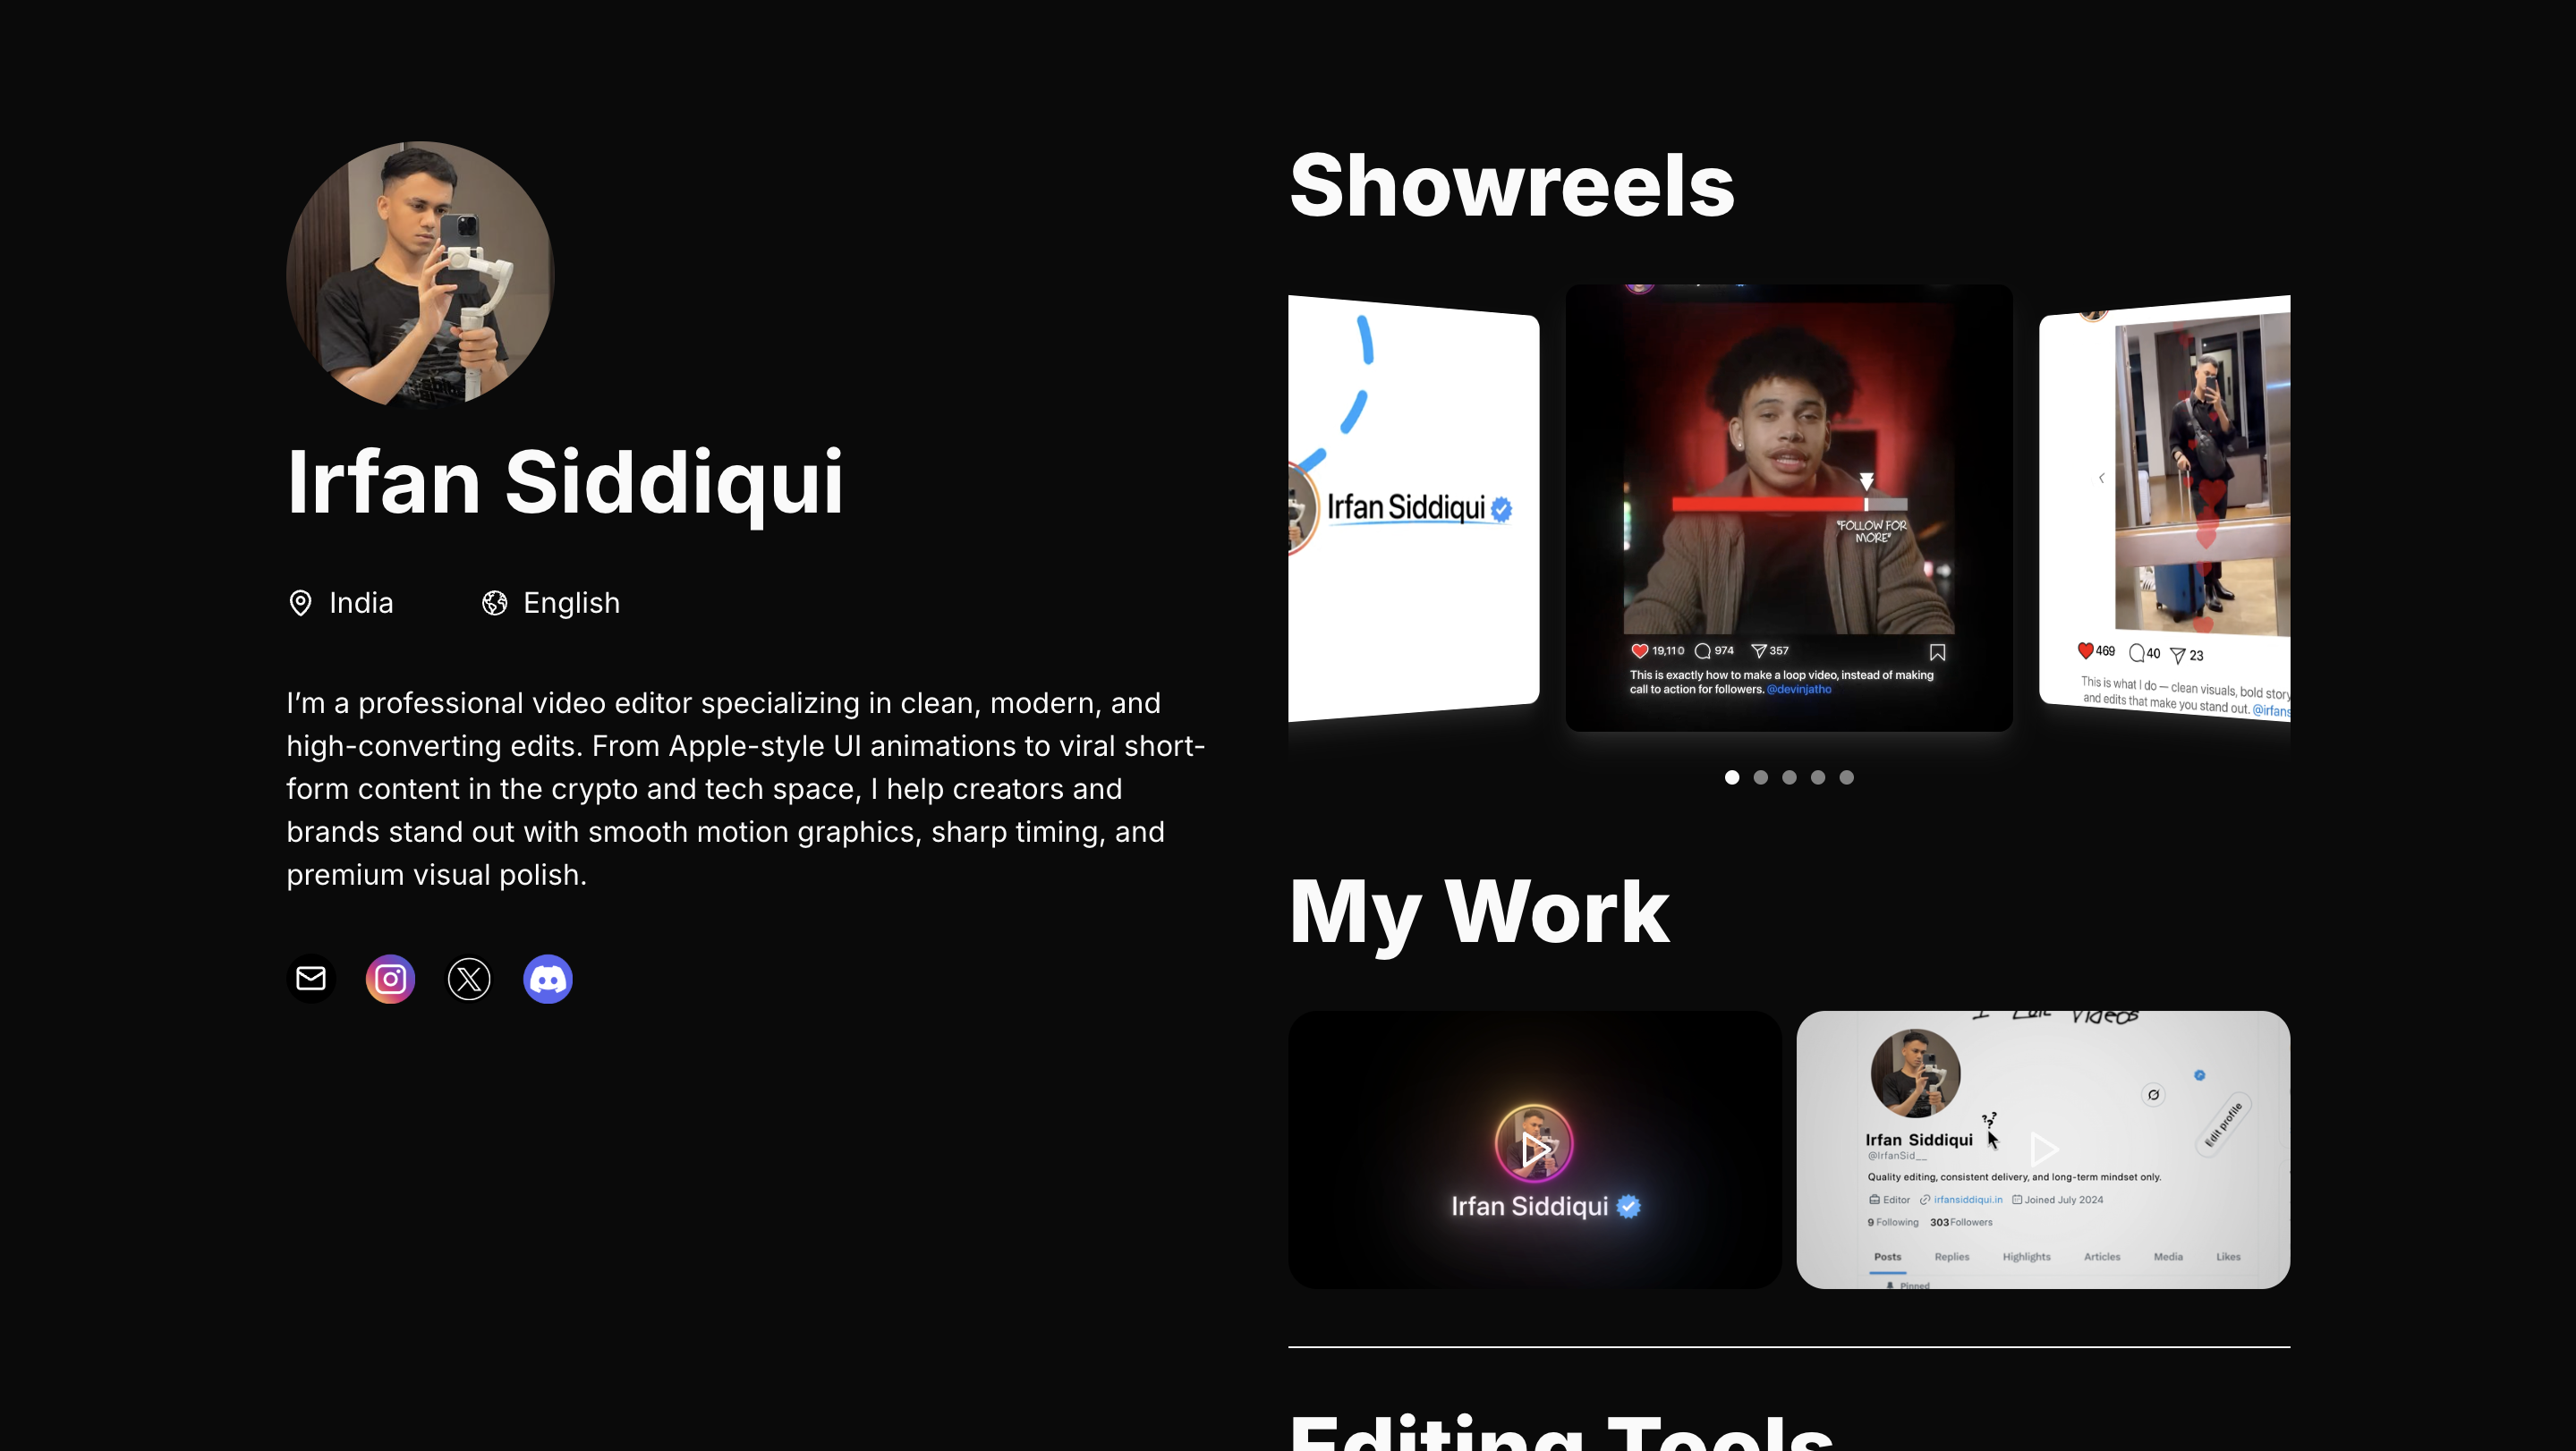 Irfan Siddiqui
India
English
I'm a professional video editor specializing in clean, modern, and
high-converting edits. From Apple-style UI animations to viral short-
form content in the crypto and tech space, I help creators and
brands stand out with smooth motion graphics, sharp timing, and
premium visual polish.
Showreels
Irfan Siddiqui
"FOLLOW FOR
MORE"
19,110 974 357
This is exactly how to make a loop video, instead of making
call to action for followers. @devinjatho
469 40 23
This is what I do — clean visuals, bold story
and edits that make you stand out. @irfans
My Work
Irfan Siddiqui
I Edit Videos
Irfan Siddiqui
@IrfanSid__
Edit profile
Quality editing, consistent delivery, and long-term mindset only.
Editor irfansiddiqui.in Joined July 2024
9 Following 303 Followers
Posts Replies Highlights Articles Media Likes
Pinned
Editing Tools